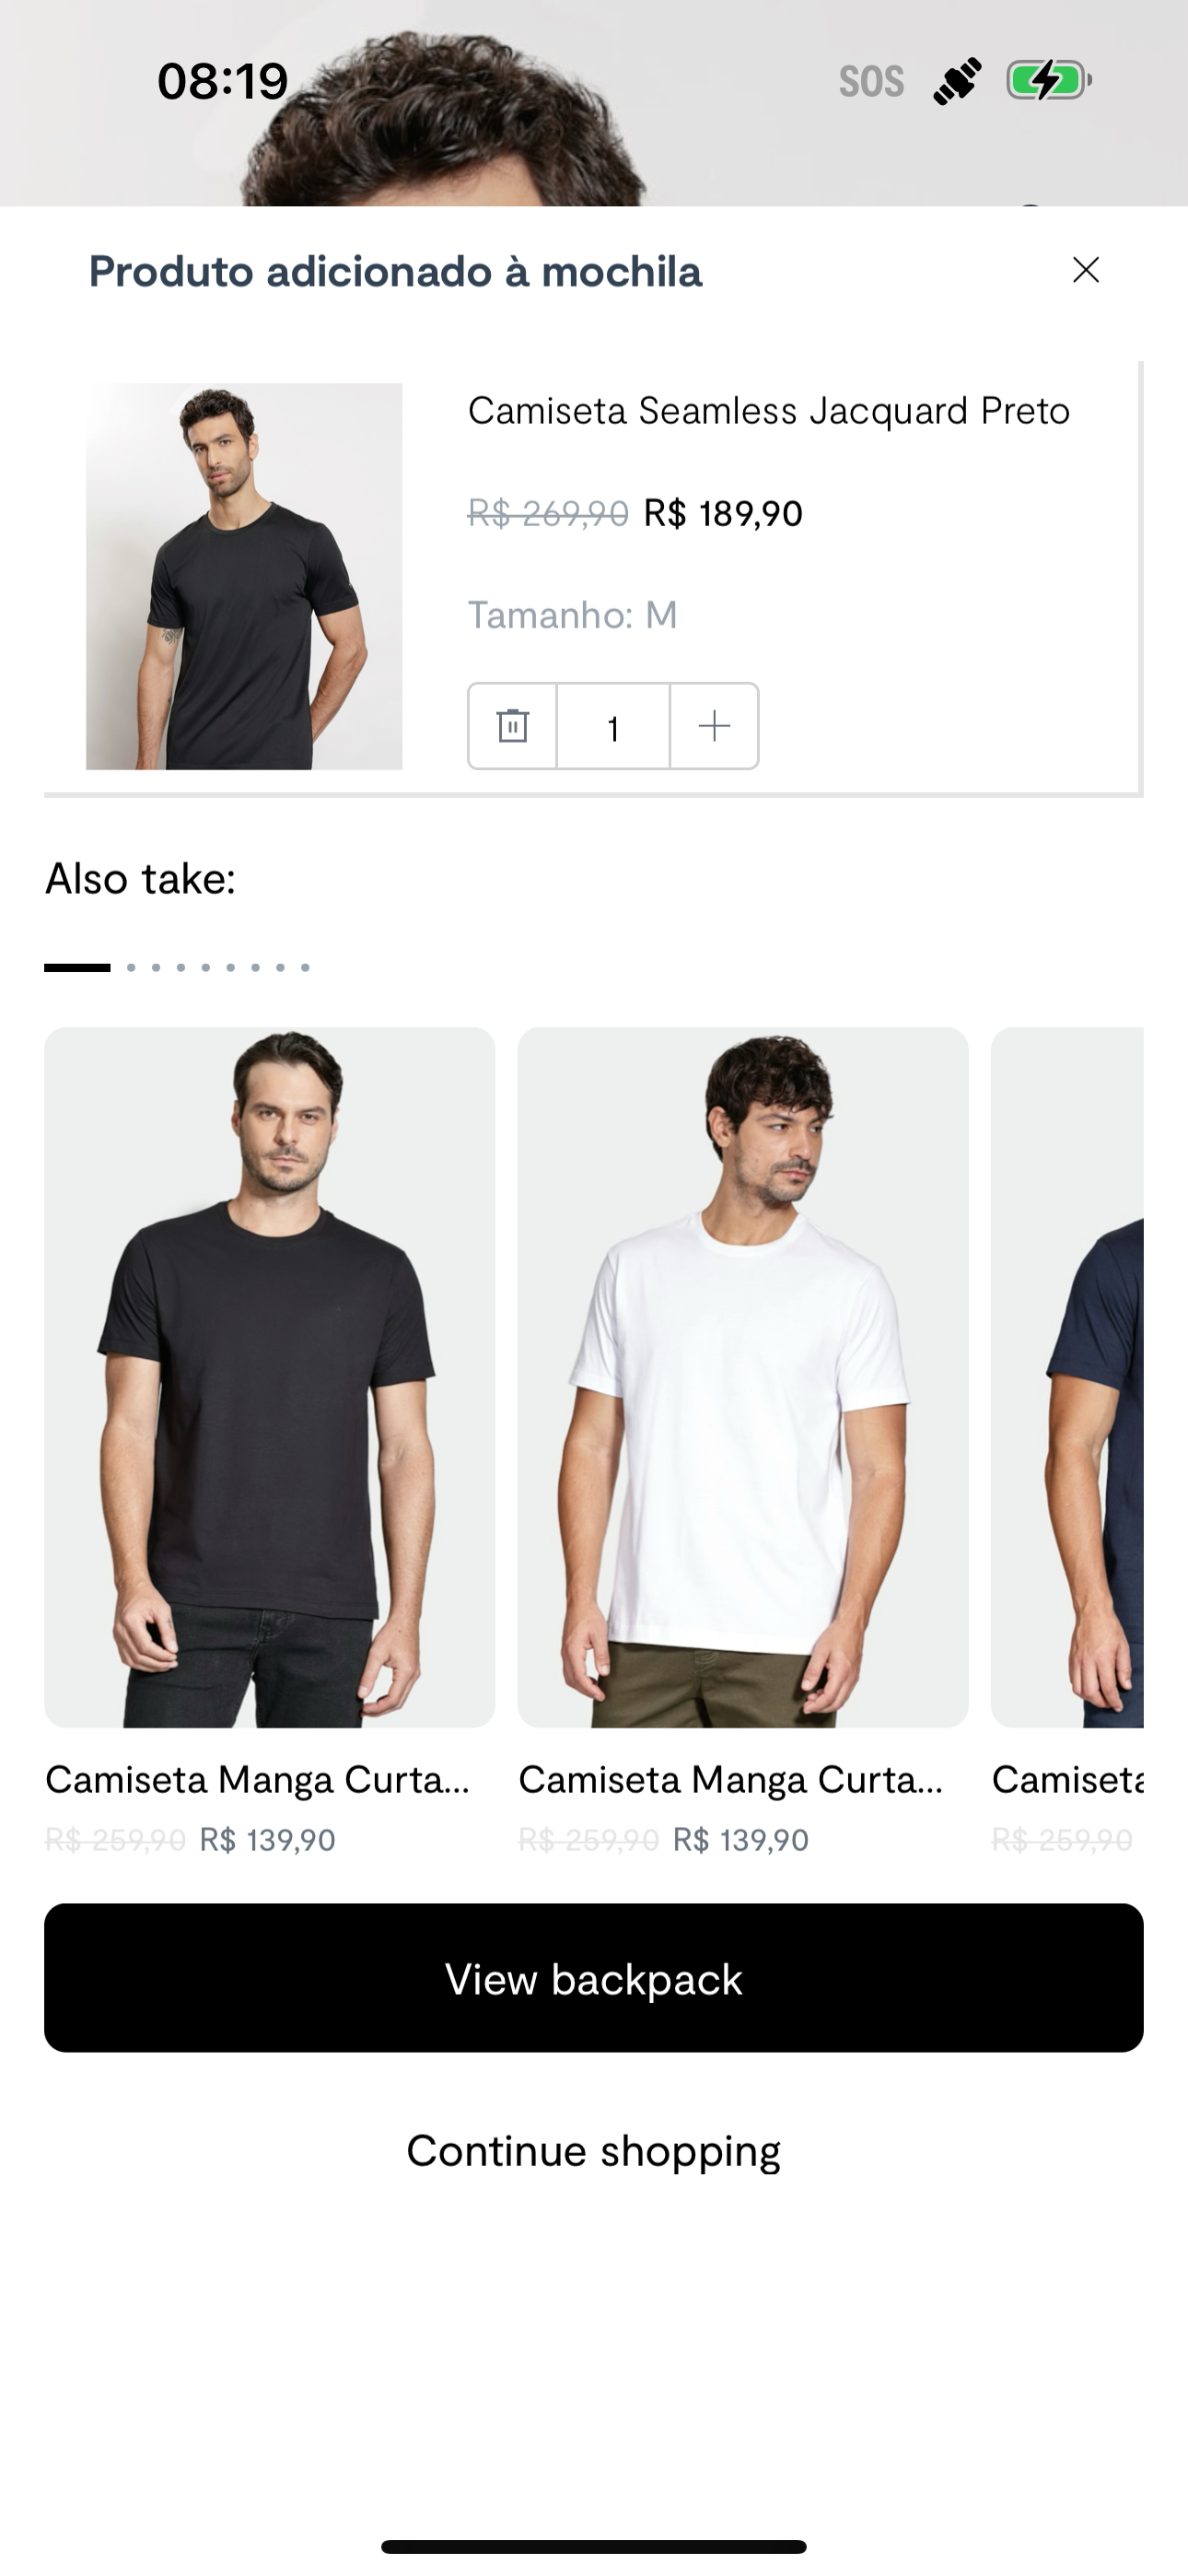 08:19
SOS
Produto adicionado à mochila
Camiseta Seamless Jacquard Preto
R$ 269,90 R$ 189,90
Tamanho: M
1
Also take:
Camiseta Manga Curta...
R$ 259,90 R$ 139,90
Camiseta Manga Curta...
R$ 259,90 R$ 139,90
Camiseta
R$ 259,90
View backpack
Continue shopping